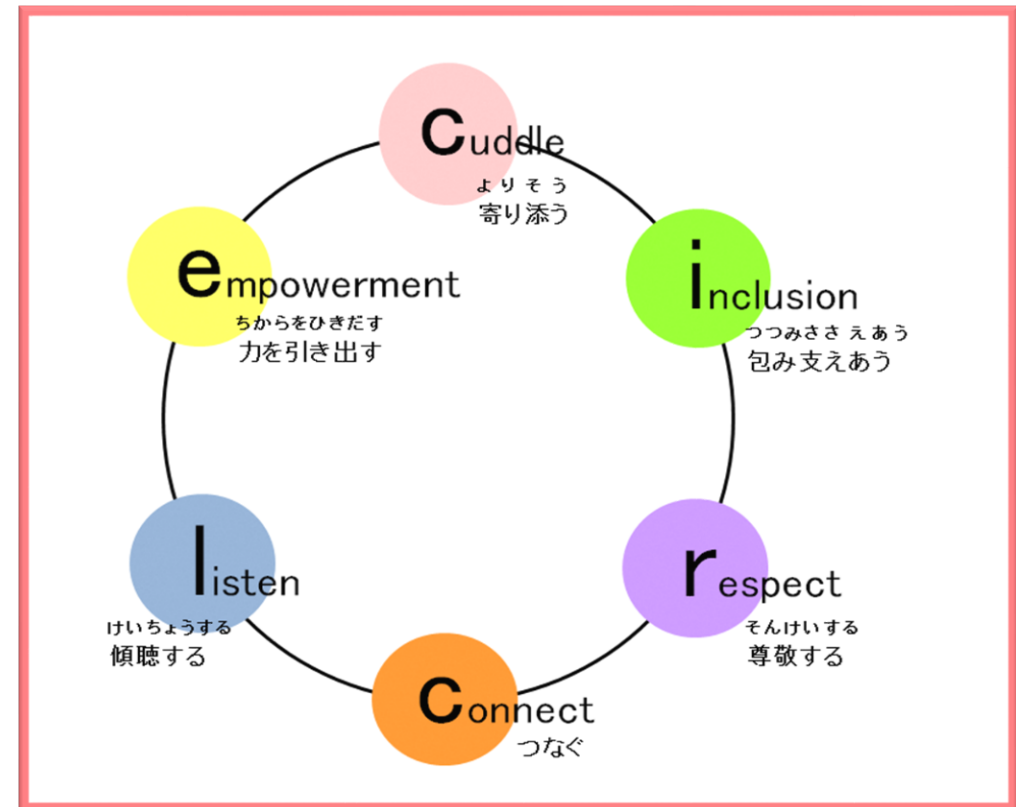 Cuddle
よりそう
寄り添う
inclusion
つつみささえあう
包み支えあう
respect
そんけいする
尊敬する
Connect
つなぐ
listen
けいちょうする
傾聴する
empowerment
ちからをひきだす
力を引き出す